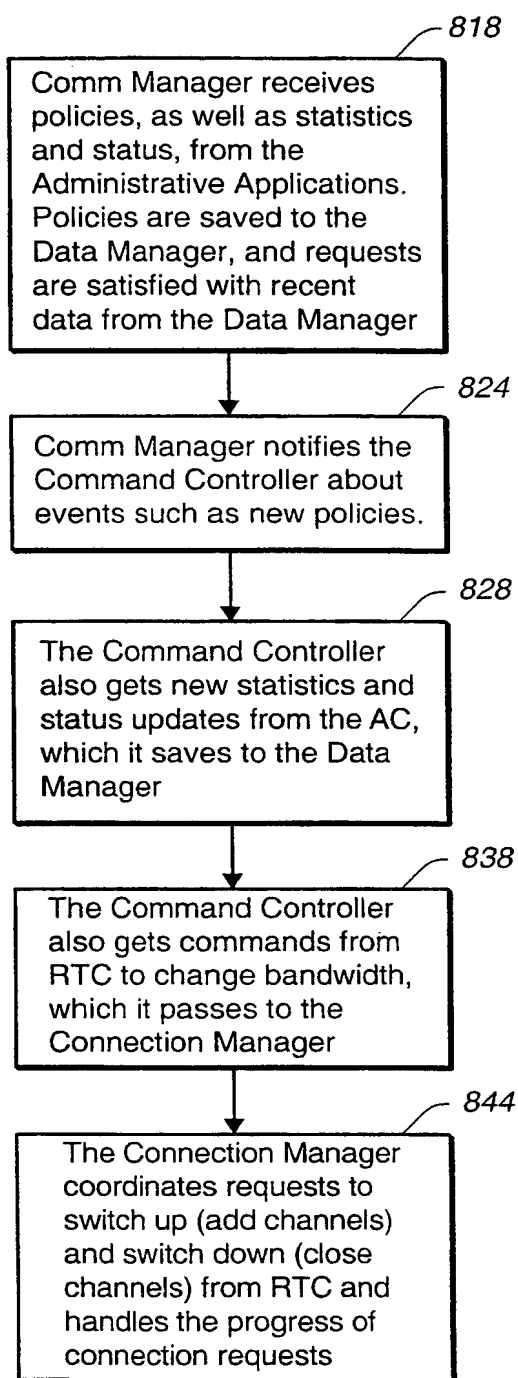 818
Comm Manager receives
policies, as well as statistics
and status, from the
Administrative Applications.
Policies are saved to the
Data Manager, and requests
are satisfied with recent
data from the Data Manager
824
Comm Manager notifies the
Command Controller about
events such as new policies.
828
The Command Controller
also gets new statistics and
status updates from the AC,
which it saves to the Data
Manager
838
The Command Controller
also gets commands from
RTC to change bandwidth,
which it passes to the
Connection Manager
844
The Connection Manager
coordinates requests to
switch up (add channels)
and switch down (close
channels) from RTC and
handles the progress of
connection requests